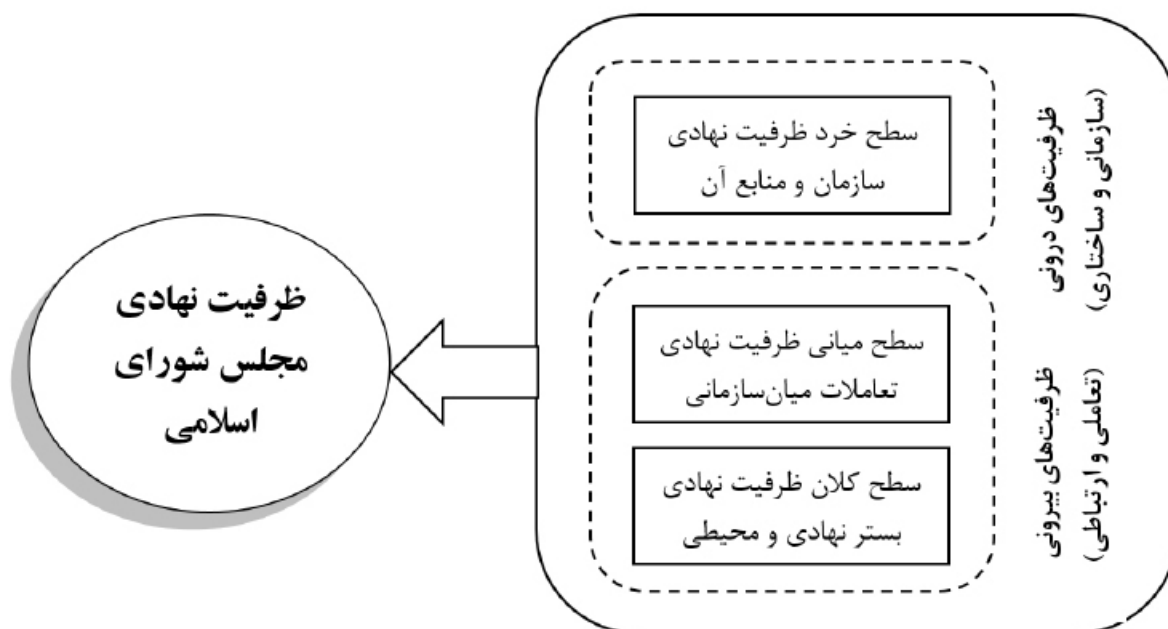 ظرفیت‌های درونی
(سازمانی و ساختاری)
سطح خرد ظرفیت نهادی
سازمان و منابع آن
ظرفیت‌های بیرونی
(تعاملی و ارتباطی)
سطح میانی ظرفیت نهادی
تعاملات میان‌سازمانی
سطح کلان ظرفیت نهادی
بستر نهادی و محیطی
ظرفیت نهادی
مجلس شورای
اسلامی